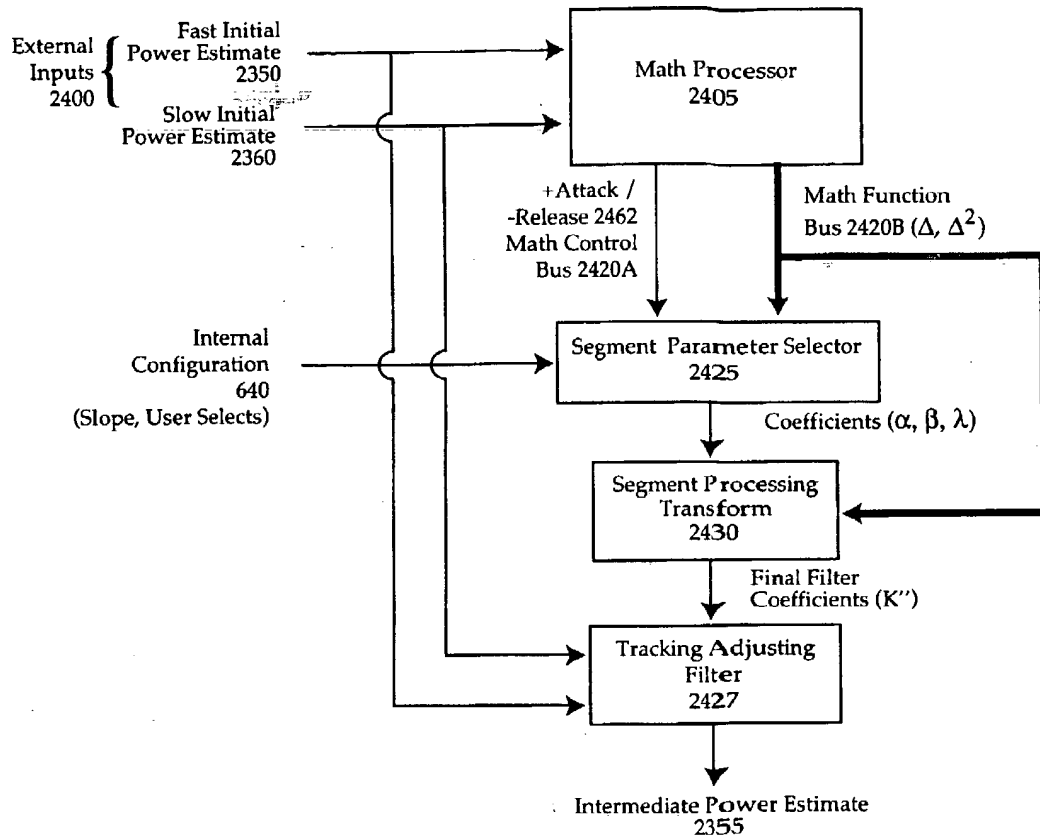 External
Inputs
2400
Fast Initial
Power Estimate
2350
Slow Initial
Power Estimate
2360
Math Processor
2405
+Attack /
-Release 2462
Math Control
Bus 2420A
Math Function
Bus 2420B (Δ, Δ²)
Internal
Configuration
640
(Slope, User Selects)
Segment Parameter Selector
2425
Coefficients (α, β, λ)
Segment Processing
Transform
2430
Final Filter
Coefficients (K'')
Tracking Adjusting
Filter
2427
Intermediate Power Estimate
2355